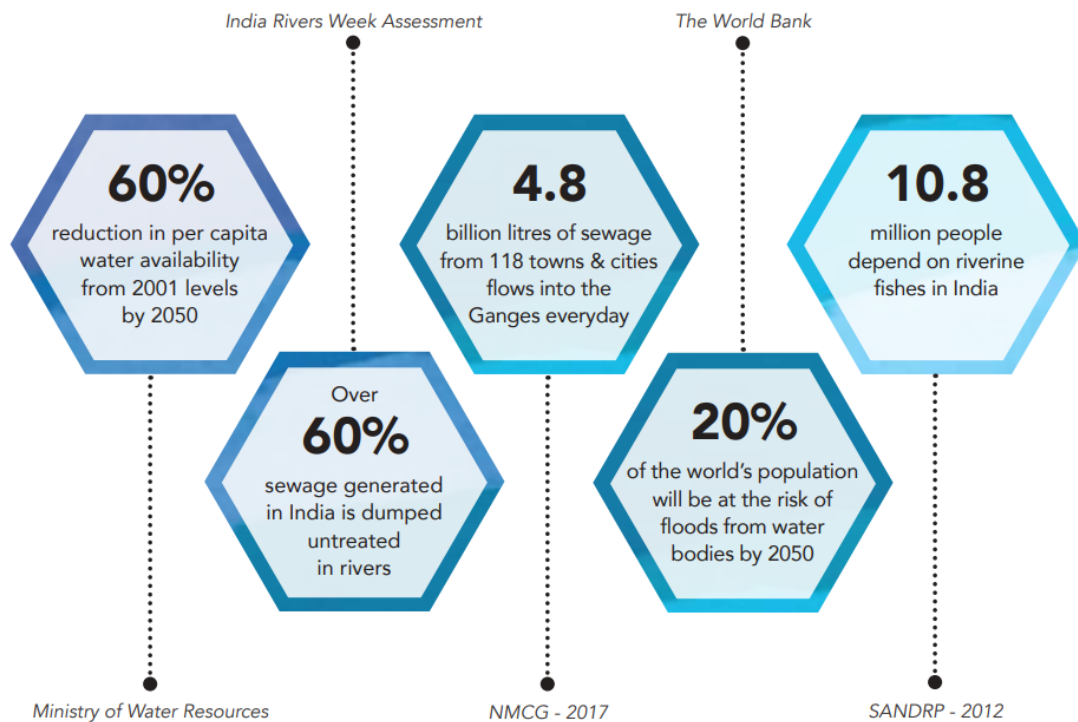 India Rivers Week Assessment
The World Bank
60%
reduction in per capita
water availability
from 2001 levels
by 2050
4.8
billion litres of sewage
from 118 towns & cities
flows into the
Ganges everyday
10.8
million people
depend on riverine
fishes in India
Over
60%
sewage generated
in India is dumped
untreated
in rivers
20%
of the world's population
will be at the risk of
floods from water
bodies by 2050
Ministry of Water Resources
NMCG - 2017
SANDRP - 2012